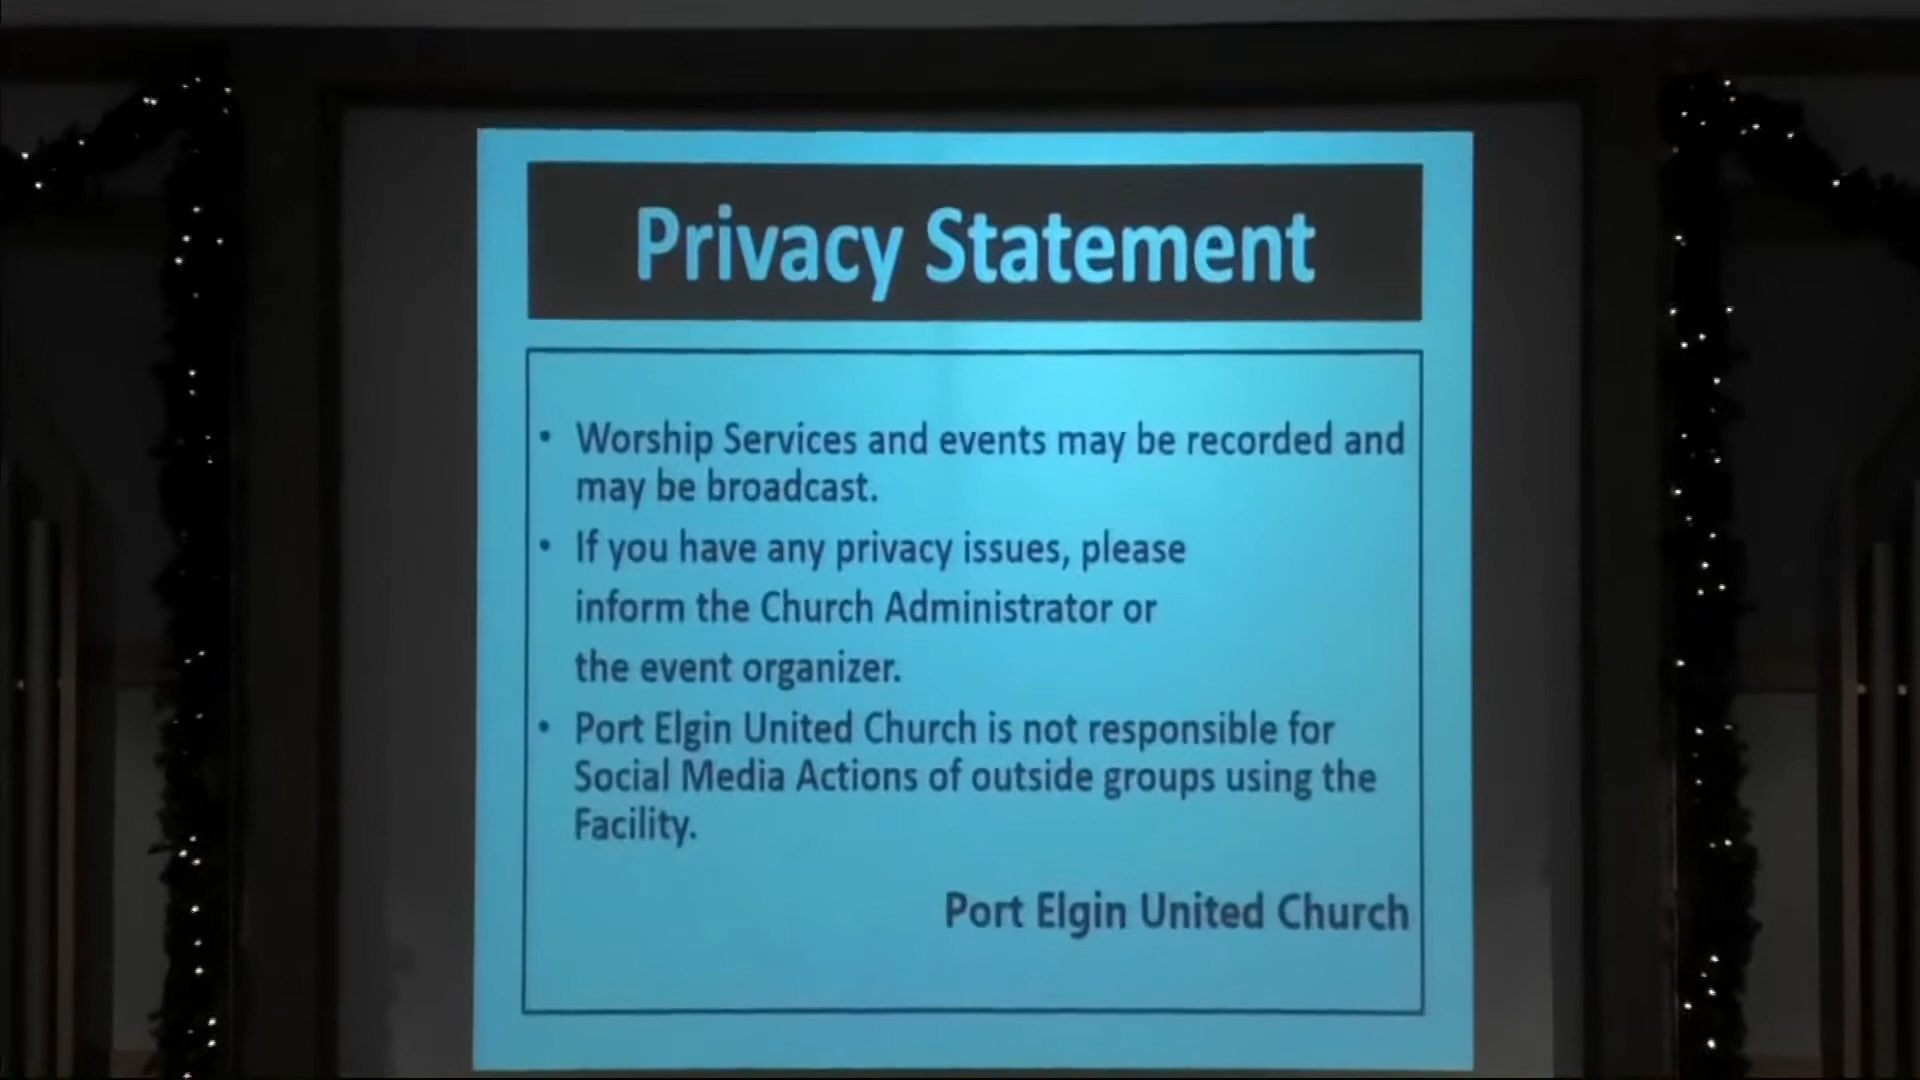 Privacy Statement
• Worship Services and events may be recorded and
may be broadcast.
• If you have any privacy issues, please
inform the Church Administrator or
the event organizer.
• Port Elgin United Church is not responsible for
Social Media Actions of outside groups using the
Facility.
Port Elgin United Church